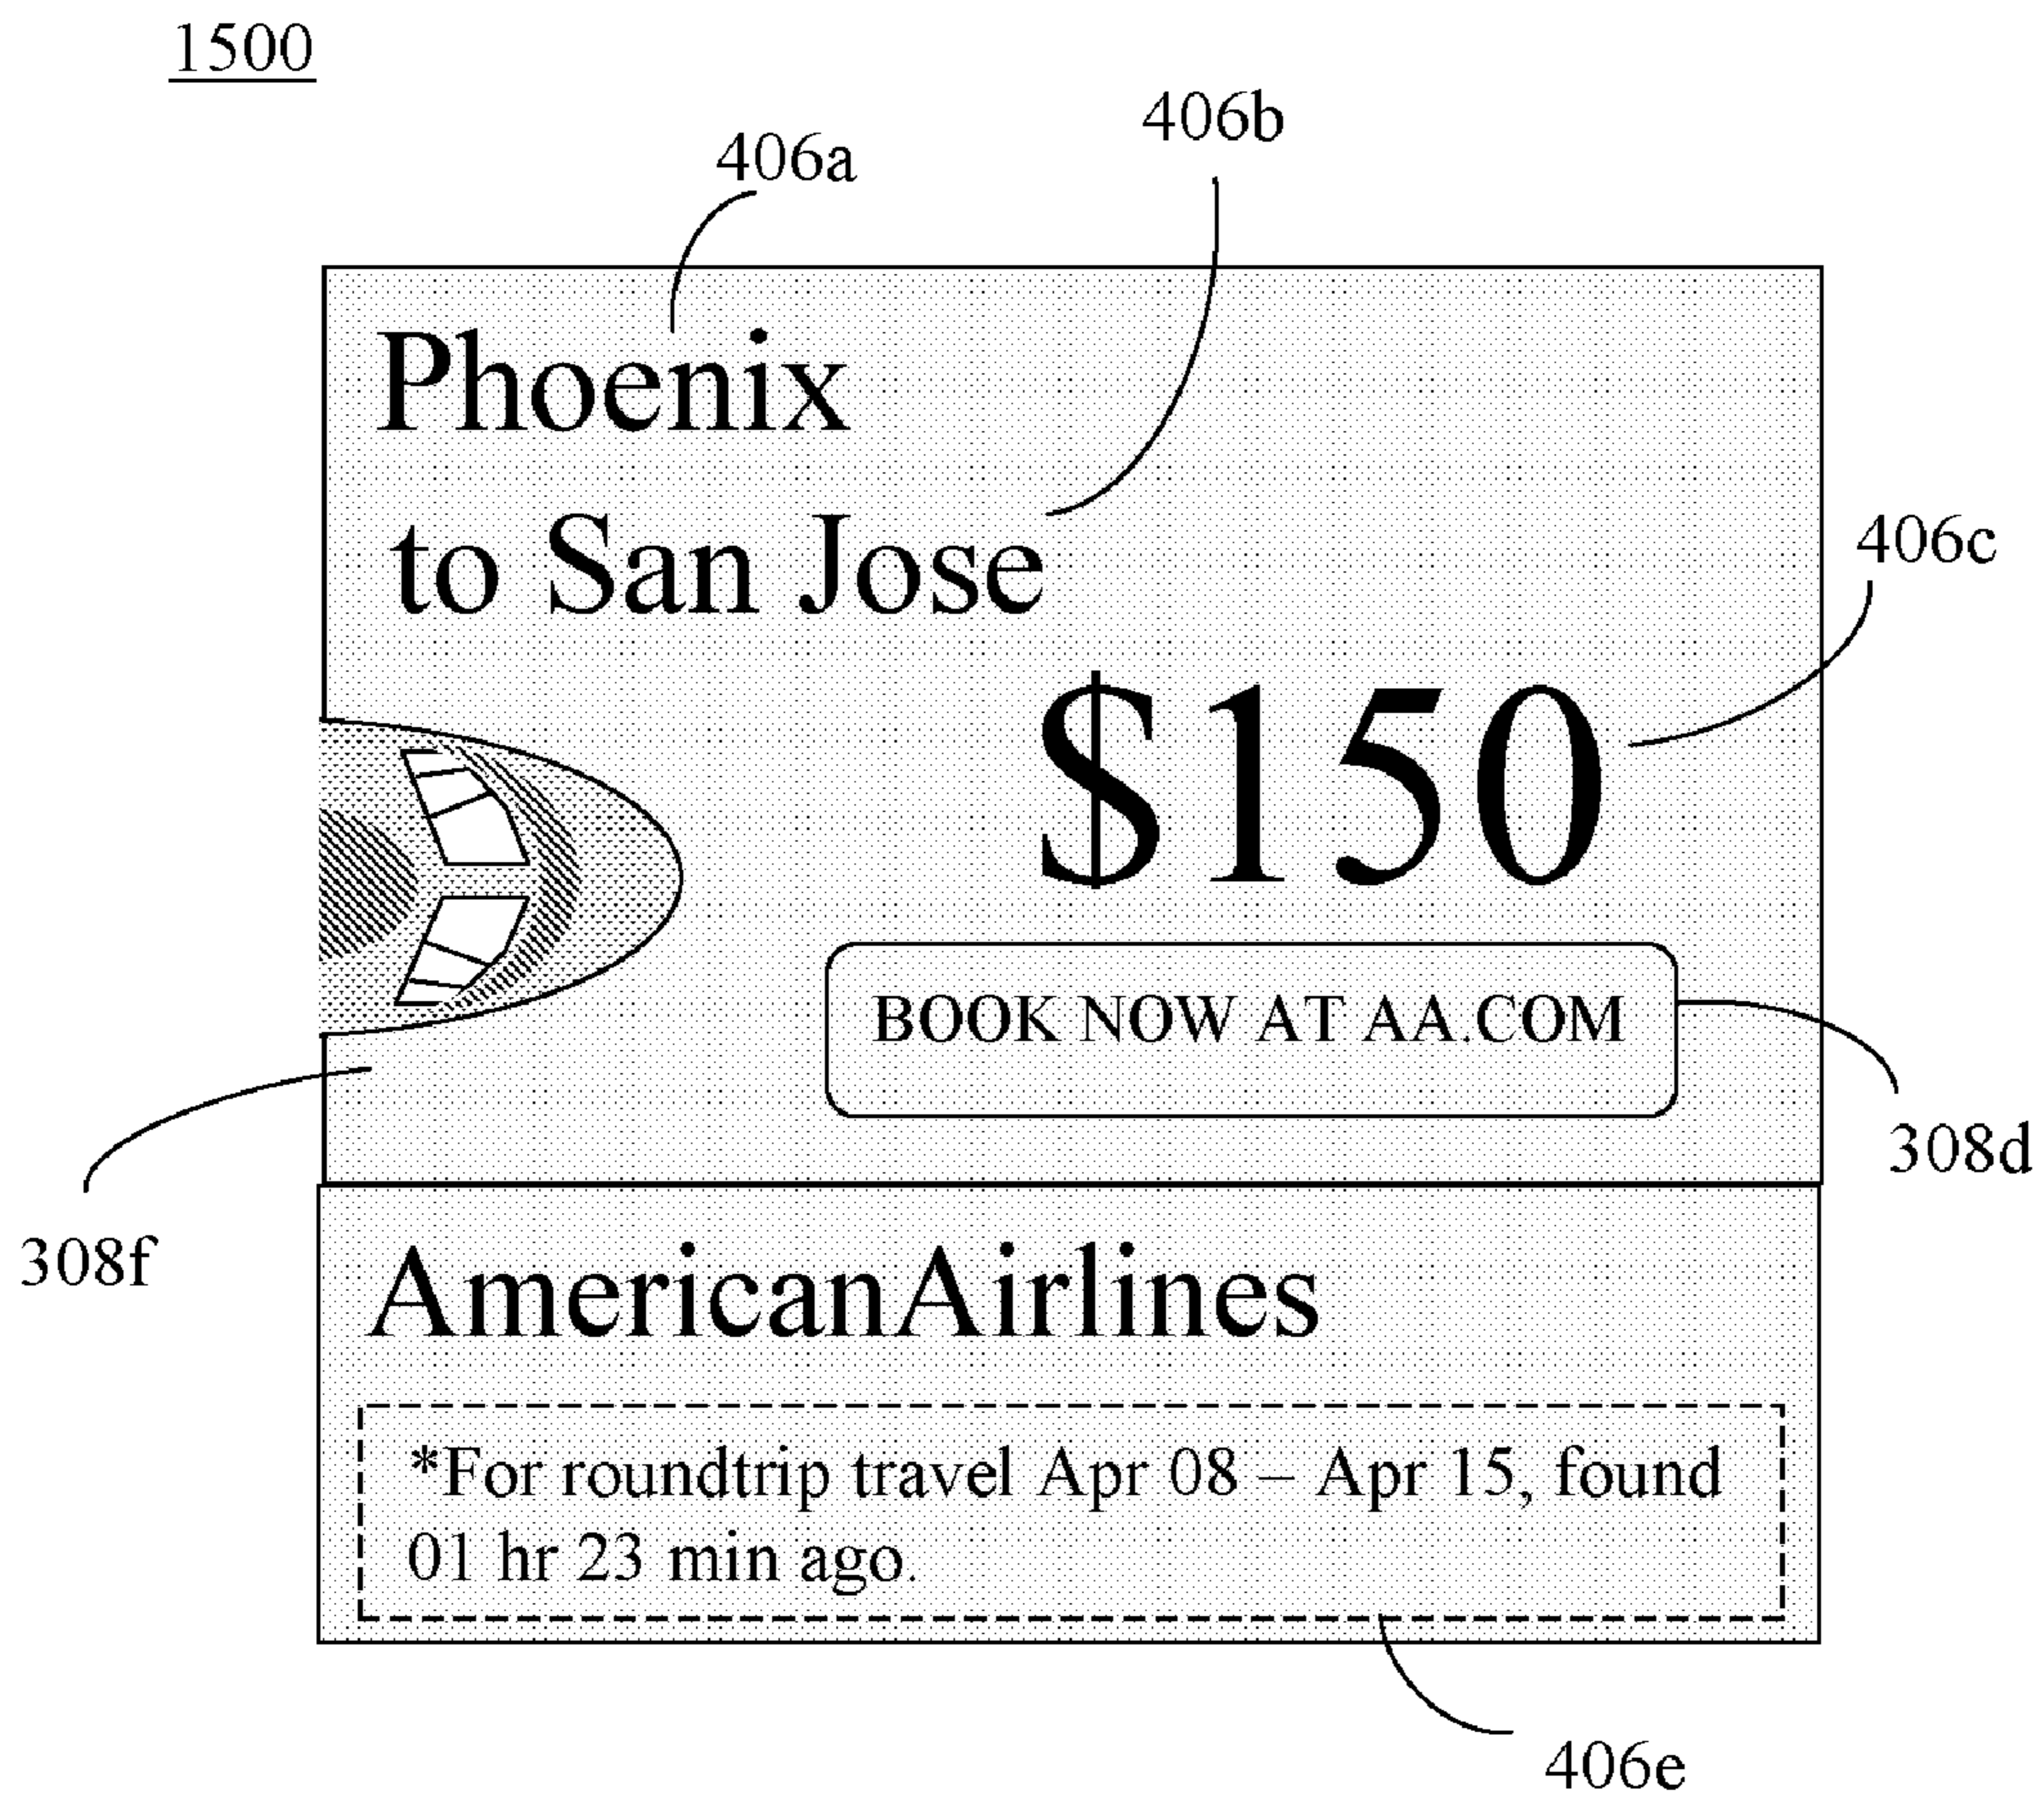 1500
406a
406b
Phoenix
to San Jose
406c
$150
BOOK NOW AT AA.COM
308d
308f
AmericanAirlines
*For roundtrip travel Apr 08 – Apr 15, found
01 hr 23 min ago.
406e